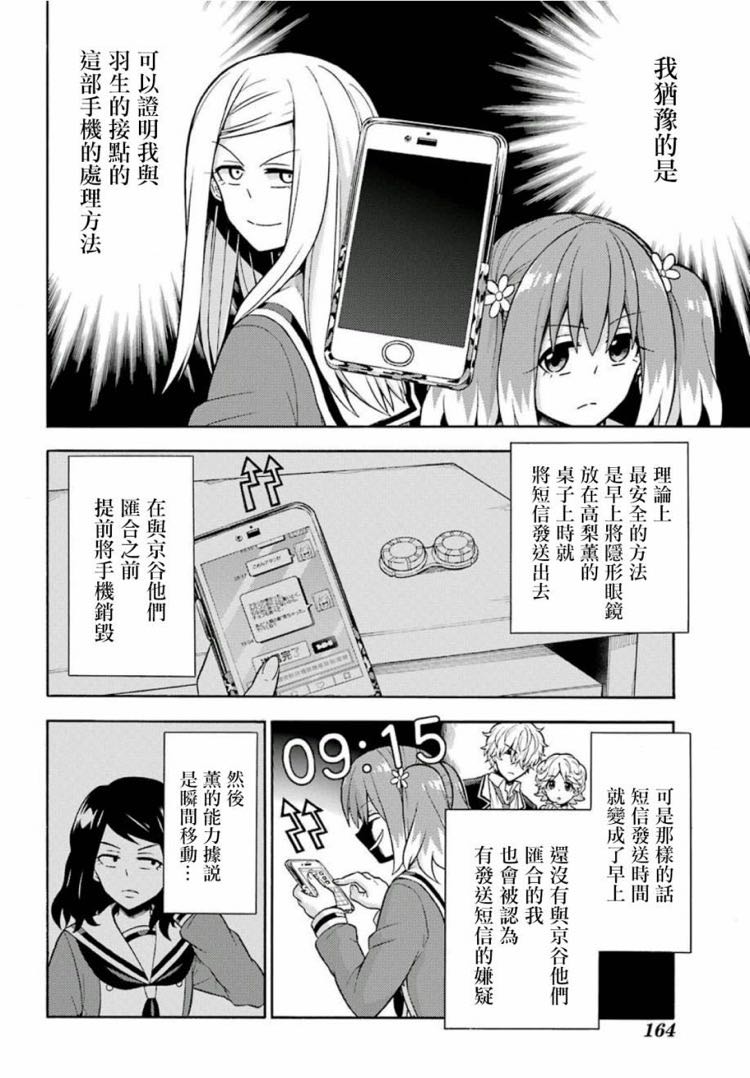 我猶豫的是
可以證明我與
羽生的接點的
這部手機的處理方法
理論上
最安全的方法
是早上將隱形眼鏡
放在高梨薫的
桌子上時就
將短信發送出去
在與京谷他們
匯合之前
提前將手機銷毀
可是那樣的話
短信發送時間
就變成了早上
09:15
還沒有與京谷他們
匯合的我
也會被認為
有發送短信的嫌疑
然後
薫的能力據説
是瞬間移動…
164